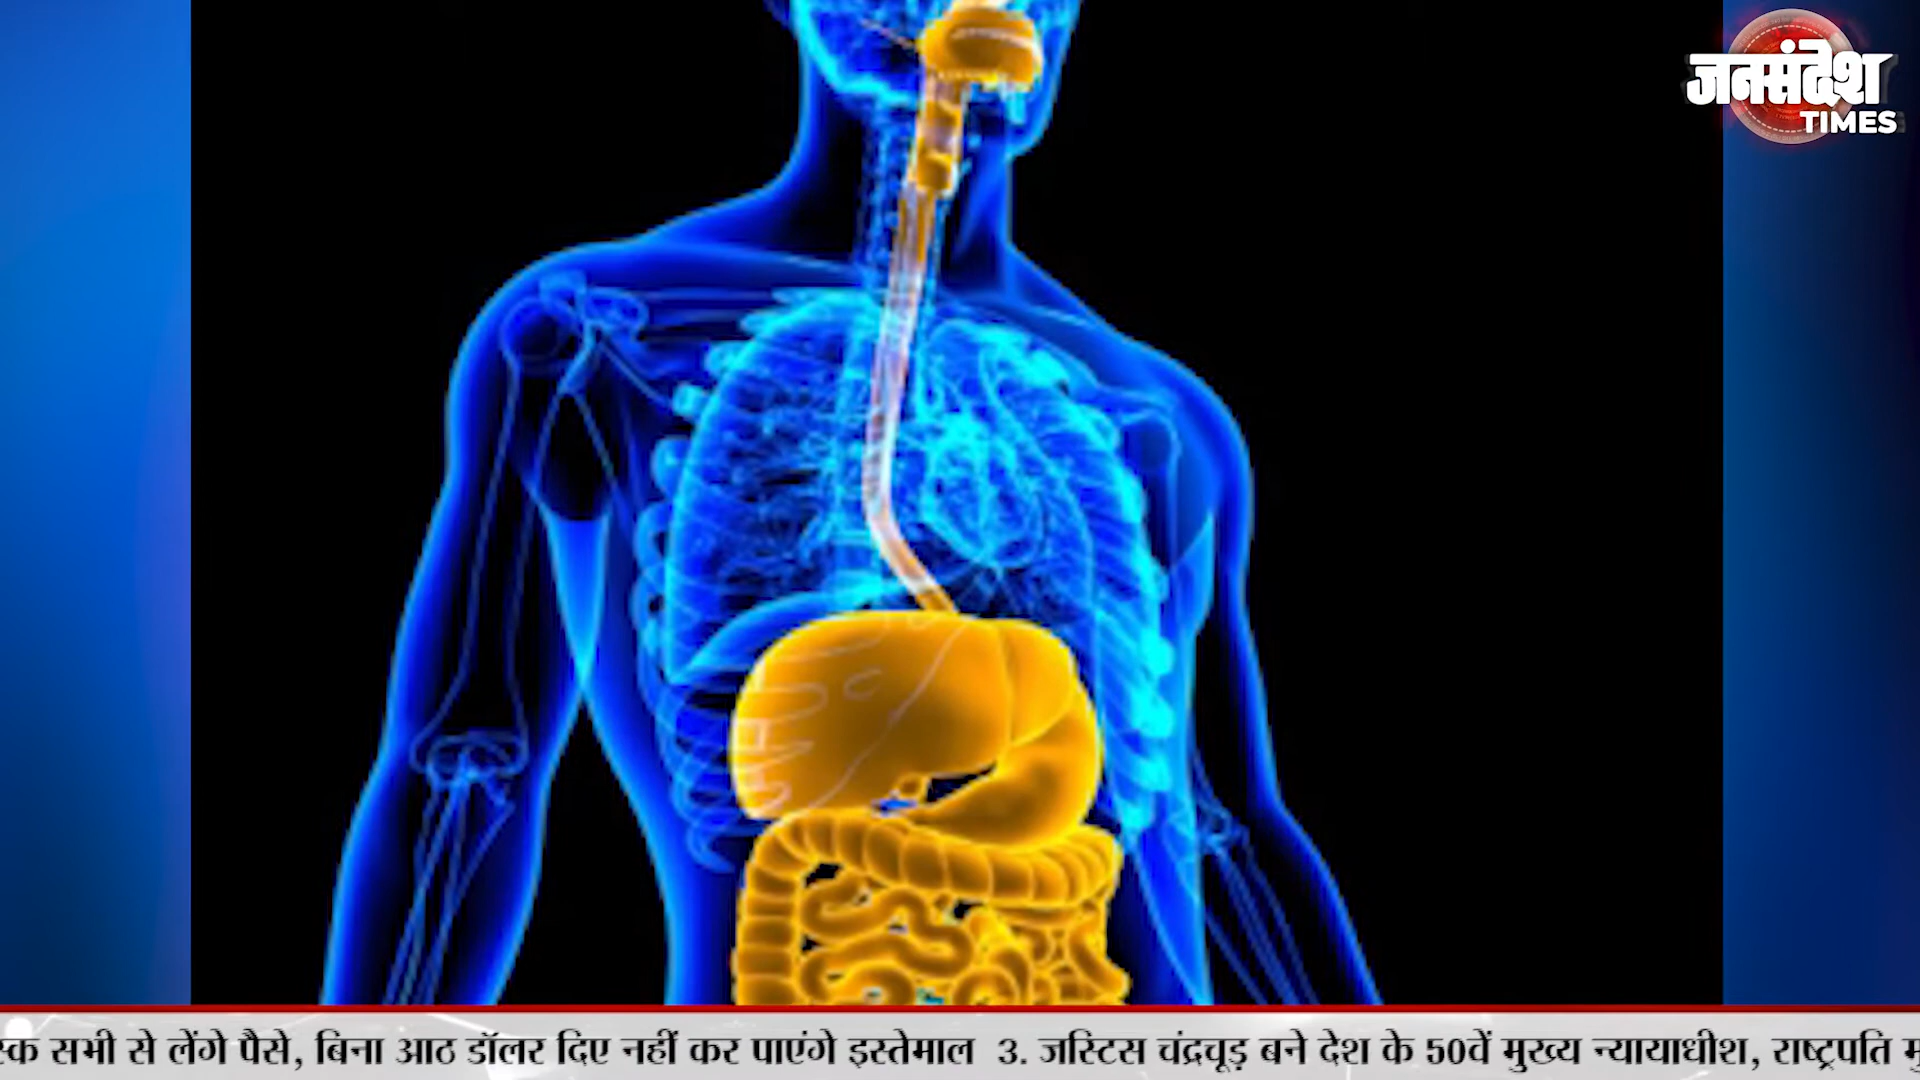 जनसंदेश
TIMES
सभी से लेंगे पैसे, बिना आठ डॉलर दिए नहीं कर पाएंगे इस्तेमाल 3. जस्टिस चंद्रचूड़ बने देश के 50वें मुख्य न्यायाधीश, राष्ट्रपति